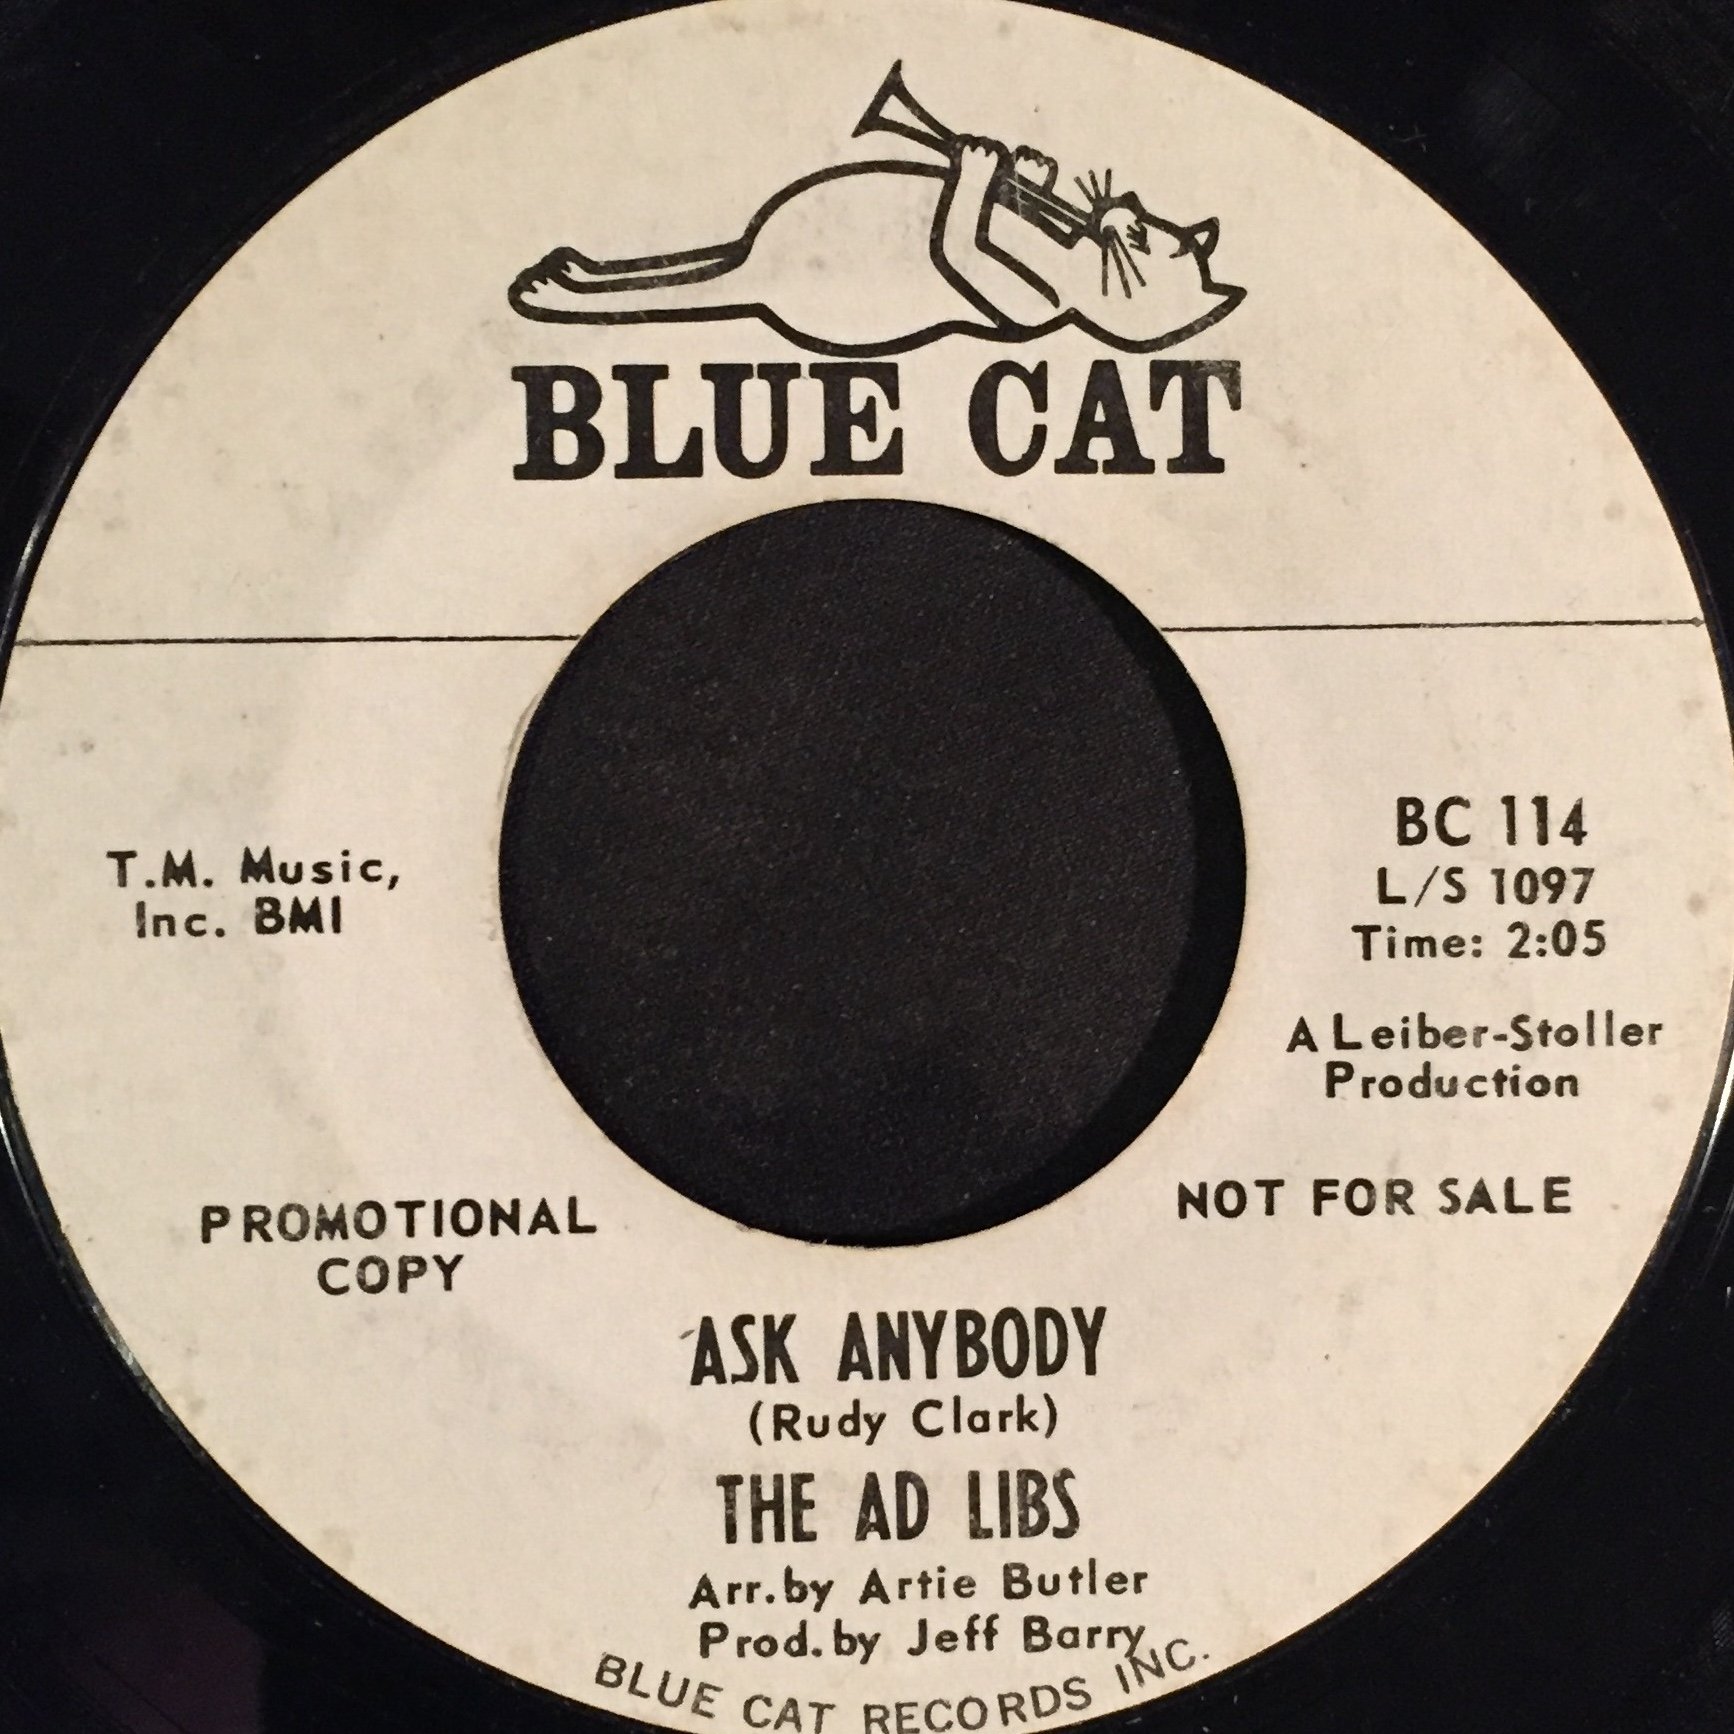 BLUE CAT
T.M. Music,
Inc. BMI
BC 114
L/S 1097
Time: 2:05
A Leiber-Stoller
Production
PROMOTIONAL
COPY
NOT FOR SALE
ASK ANYBODY
(Rudy Clark)
THE AD LIBS
Arr. by Artie Butler
Prod. by Jeff Barry
BLUE CAT RECORDS INC.